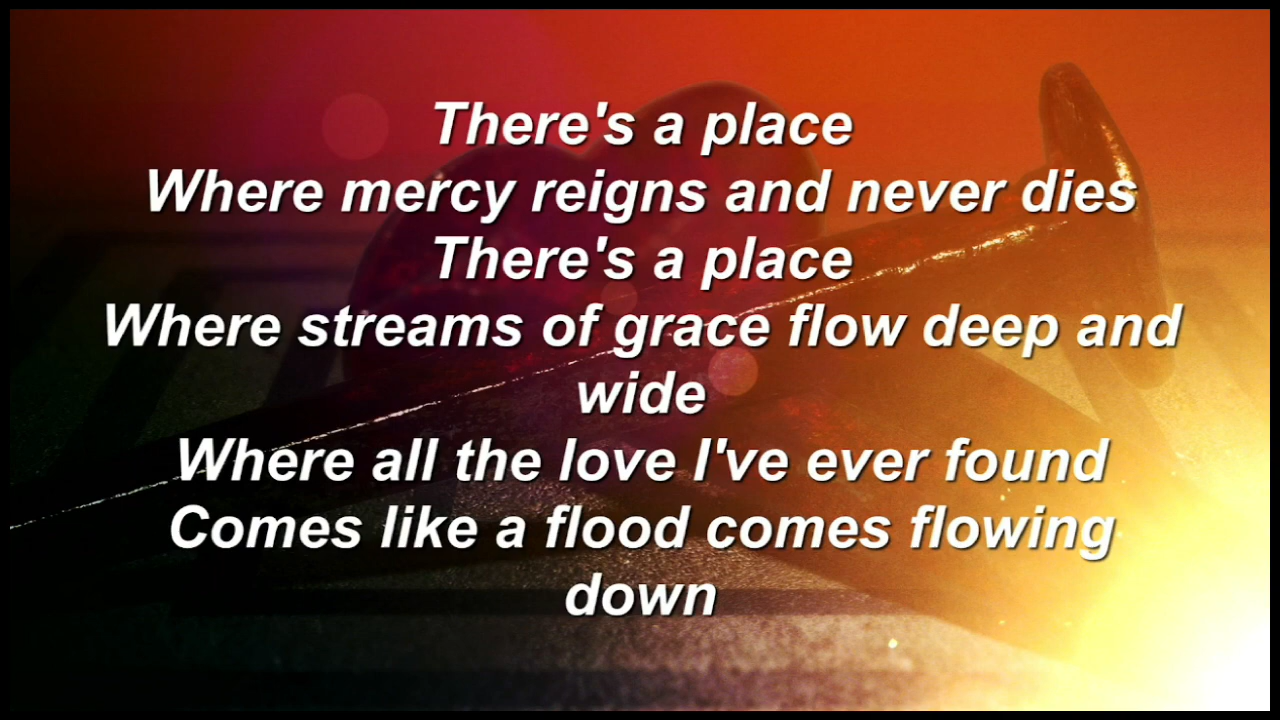 There's a place
Where mercy reigns and never dies
There's a place
Where streams of grace flow deep and
wide
Where all the love I've ever found
Comes like a flood comes flowing
down